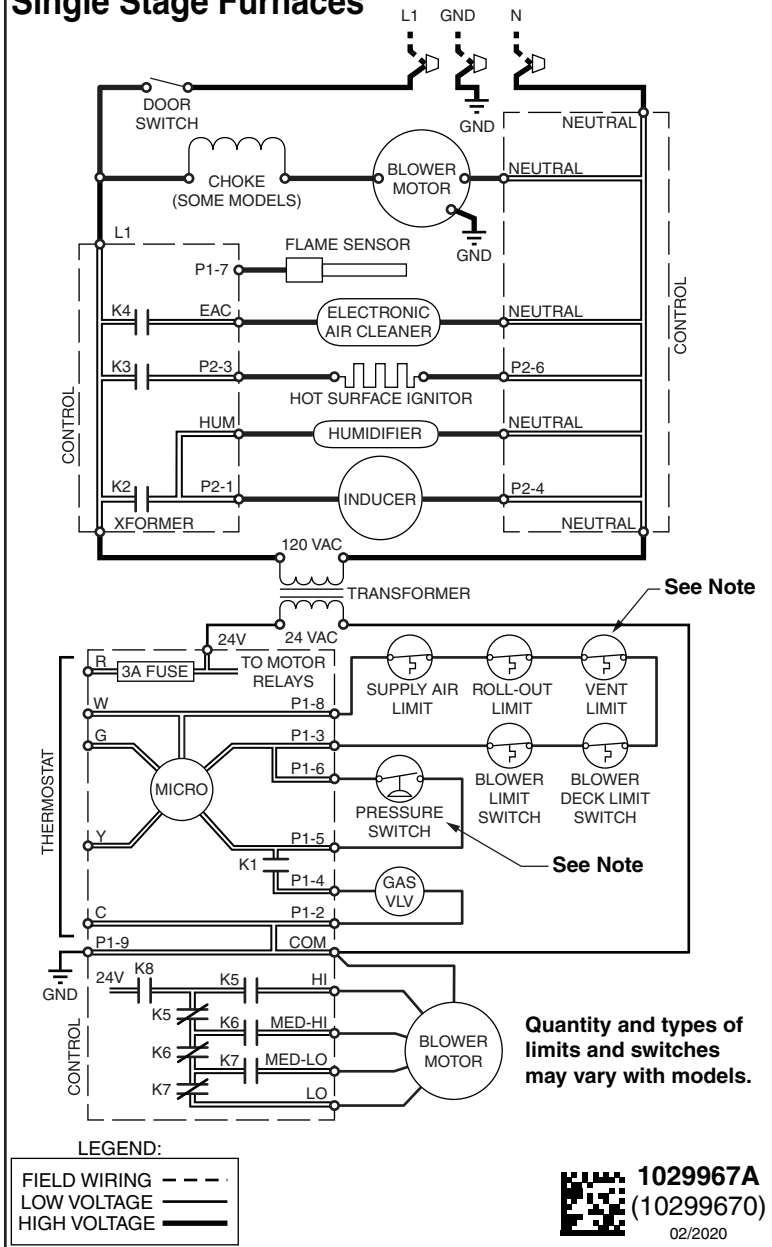 Single Stage Furnaces
L1 GND N
DOOR
SWITCH
GND
NEUTRAL
CHOKE
(SOME MODELS)
BLOWER
MOTOR
NEUTRAL
GND
L1
FLAME SENSOR
P1-7
K4 EAC
ELECTRONIC
AIR CLEANER
NEUTRAL
CONTROL
K3 P2-3
HOT SURFACE IGNITOR
P2-6
HUM
HUMIDIFIER
NEUTRAL
CONTROL
K2 P2-1
INDUCER
P2-4
XFORMER
NEUTRAL
120 VAC
TRANSFORMER
See Note
24V
24 VAC
R
3A FUSE
TO MOTOR
RELAYS
SUPPLY AIR
LIMIT
ROLL-OUT
LIMIT
VENT
LIMIT
W P1-8
G P1-3
P1-6
MICRO
PRESSURE
SWITCH
BLOWER
LIMIT
SWITCH
BLOWER
DECK LIMIT
SWITCH
THERMOSTAT
Y P1-5
See Note
K1
P1-4
GAS
VLV
C P1-2
P1-9 COM
GND
24V K8
K5 HI
K5
K6 MED-HI
K6
K7 MED-LO
K7
LO
CONTROL
BLOWER
MOTOR
Quantity and types of
limits and switches
may vary with models.
LEGEND:
FIELD WIRING
LOW VOLTAGE
HIGH VOLTAGE
1029967A
(10299670)
02/2020